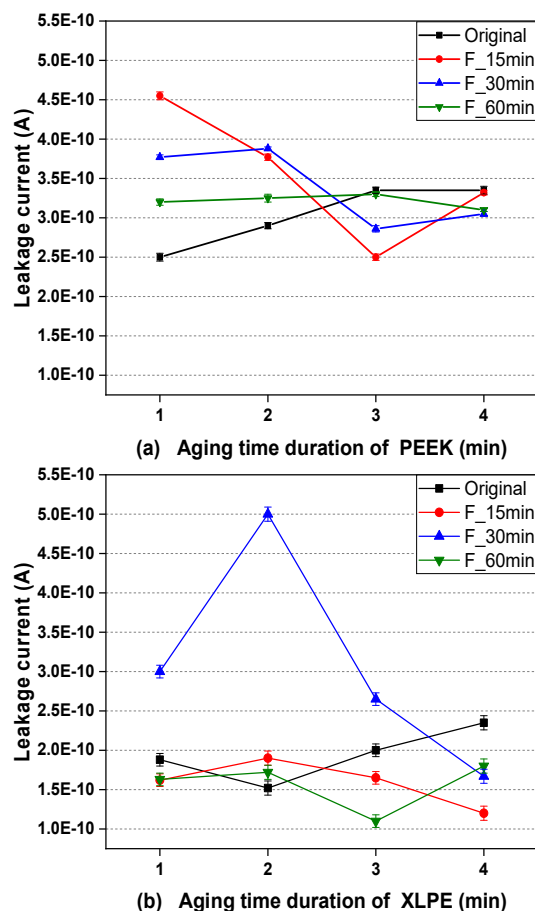 5.5E-10
5.0E-10
4.5E-10
4.0E-10
3.5E-10
3.0E-10
2.5E-10
2.0E-10
1.5E-10
1.0E-10
Leakage current (A)
Original
F_15min
F_30min
F_60min
1 2 3 4
(a) Aging time duration of PEEK (min)
5.5E-10
5.0E-10
4.5E-10
4.0E-10
3.5E-10
3.0E-10
2.5E-10
2.0E-10
1.5E-10
1.0E-10
Leakage current (A)
Original
F_15min
F_30min
F_60min
1 2 3 4
(b) Aging time duration of XLPE (min)